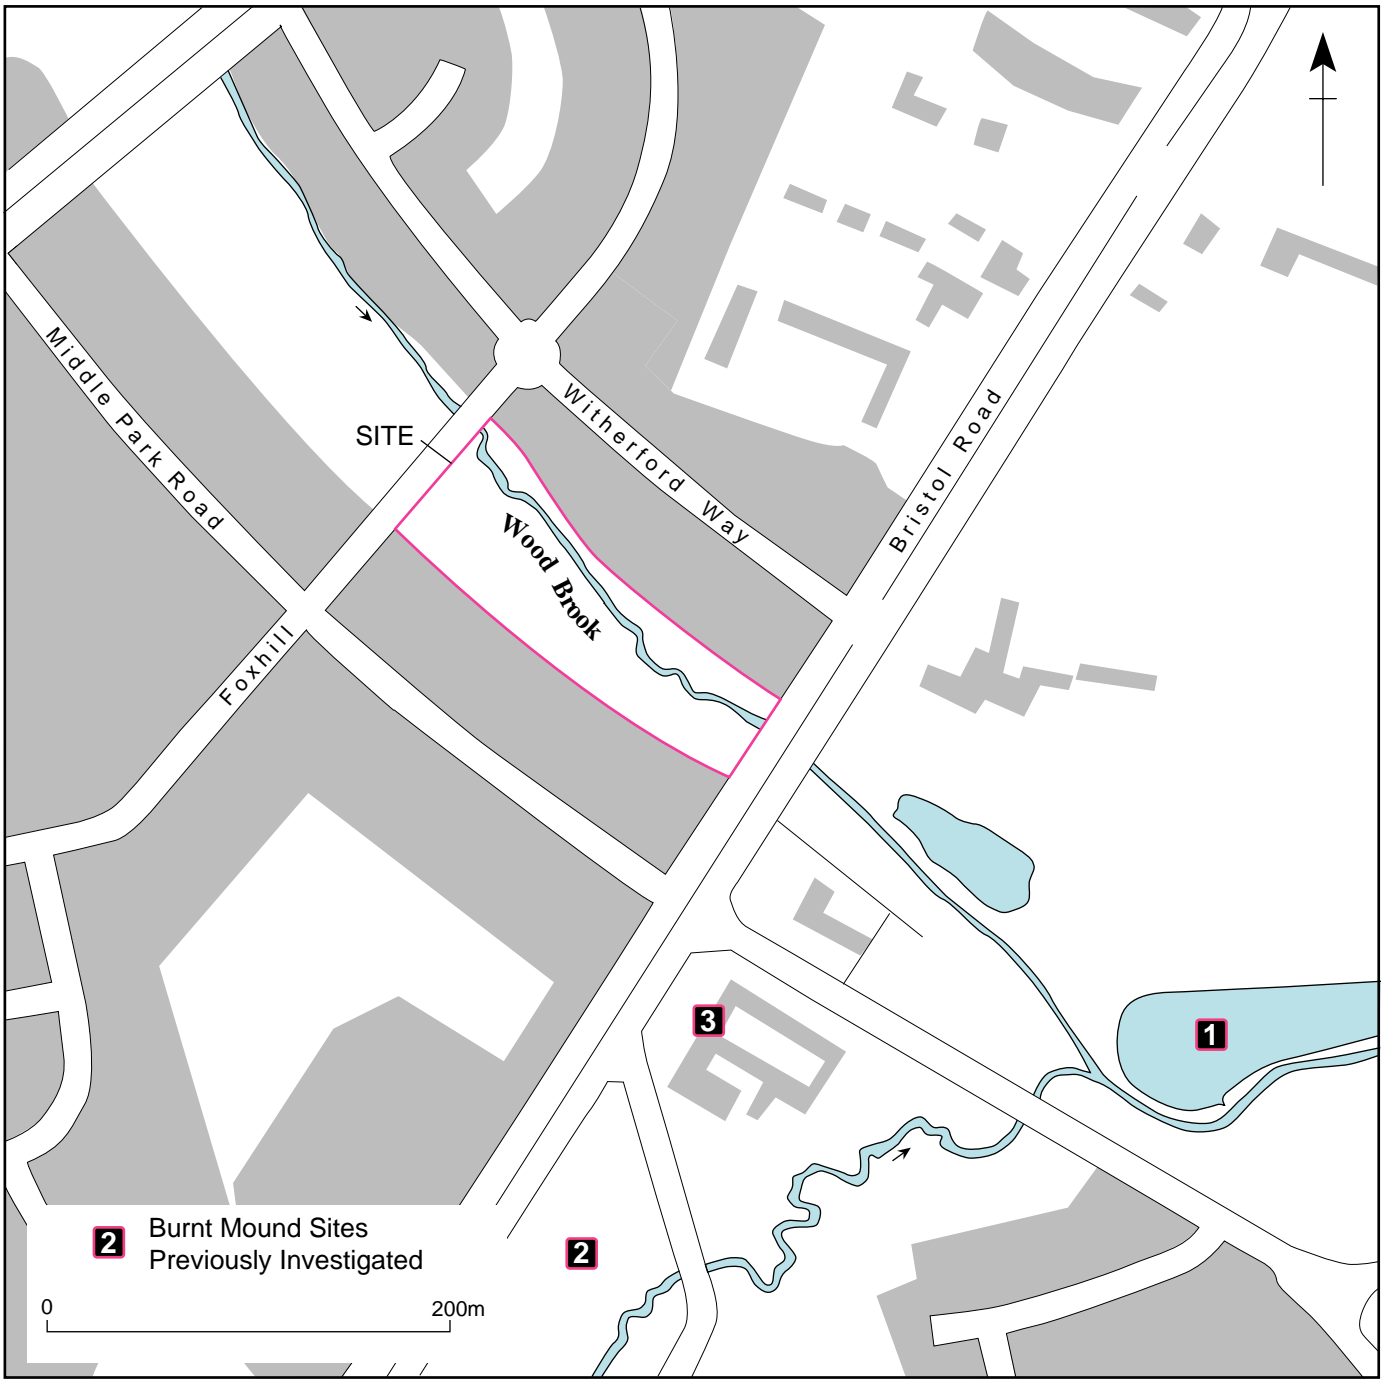 Middle Park Road
SITE
Witherford Way
Bristol Road
Wood Brook
Foxhill
3
1
2
2 Burnt Mound Sites
Previously Investigated
0 200m